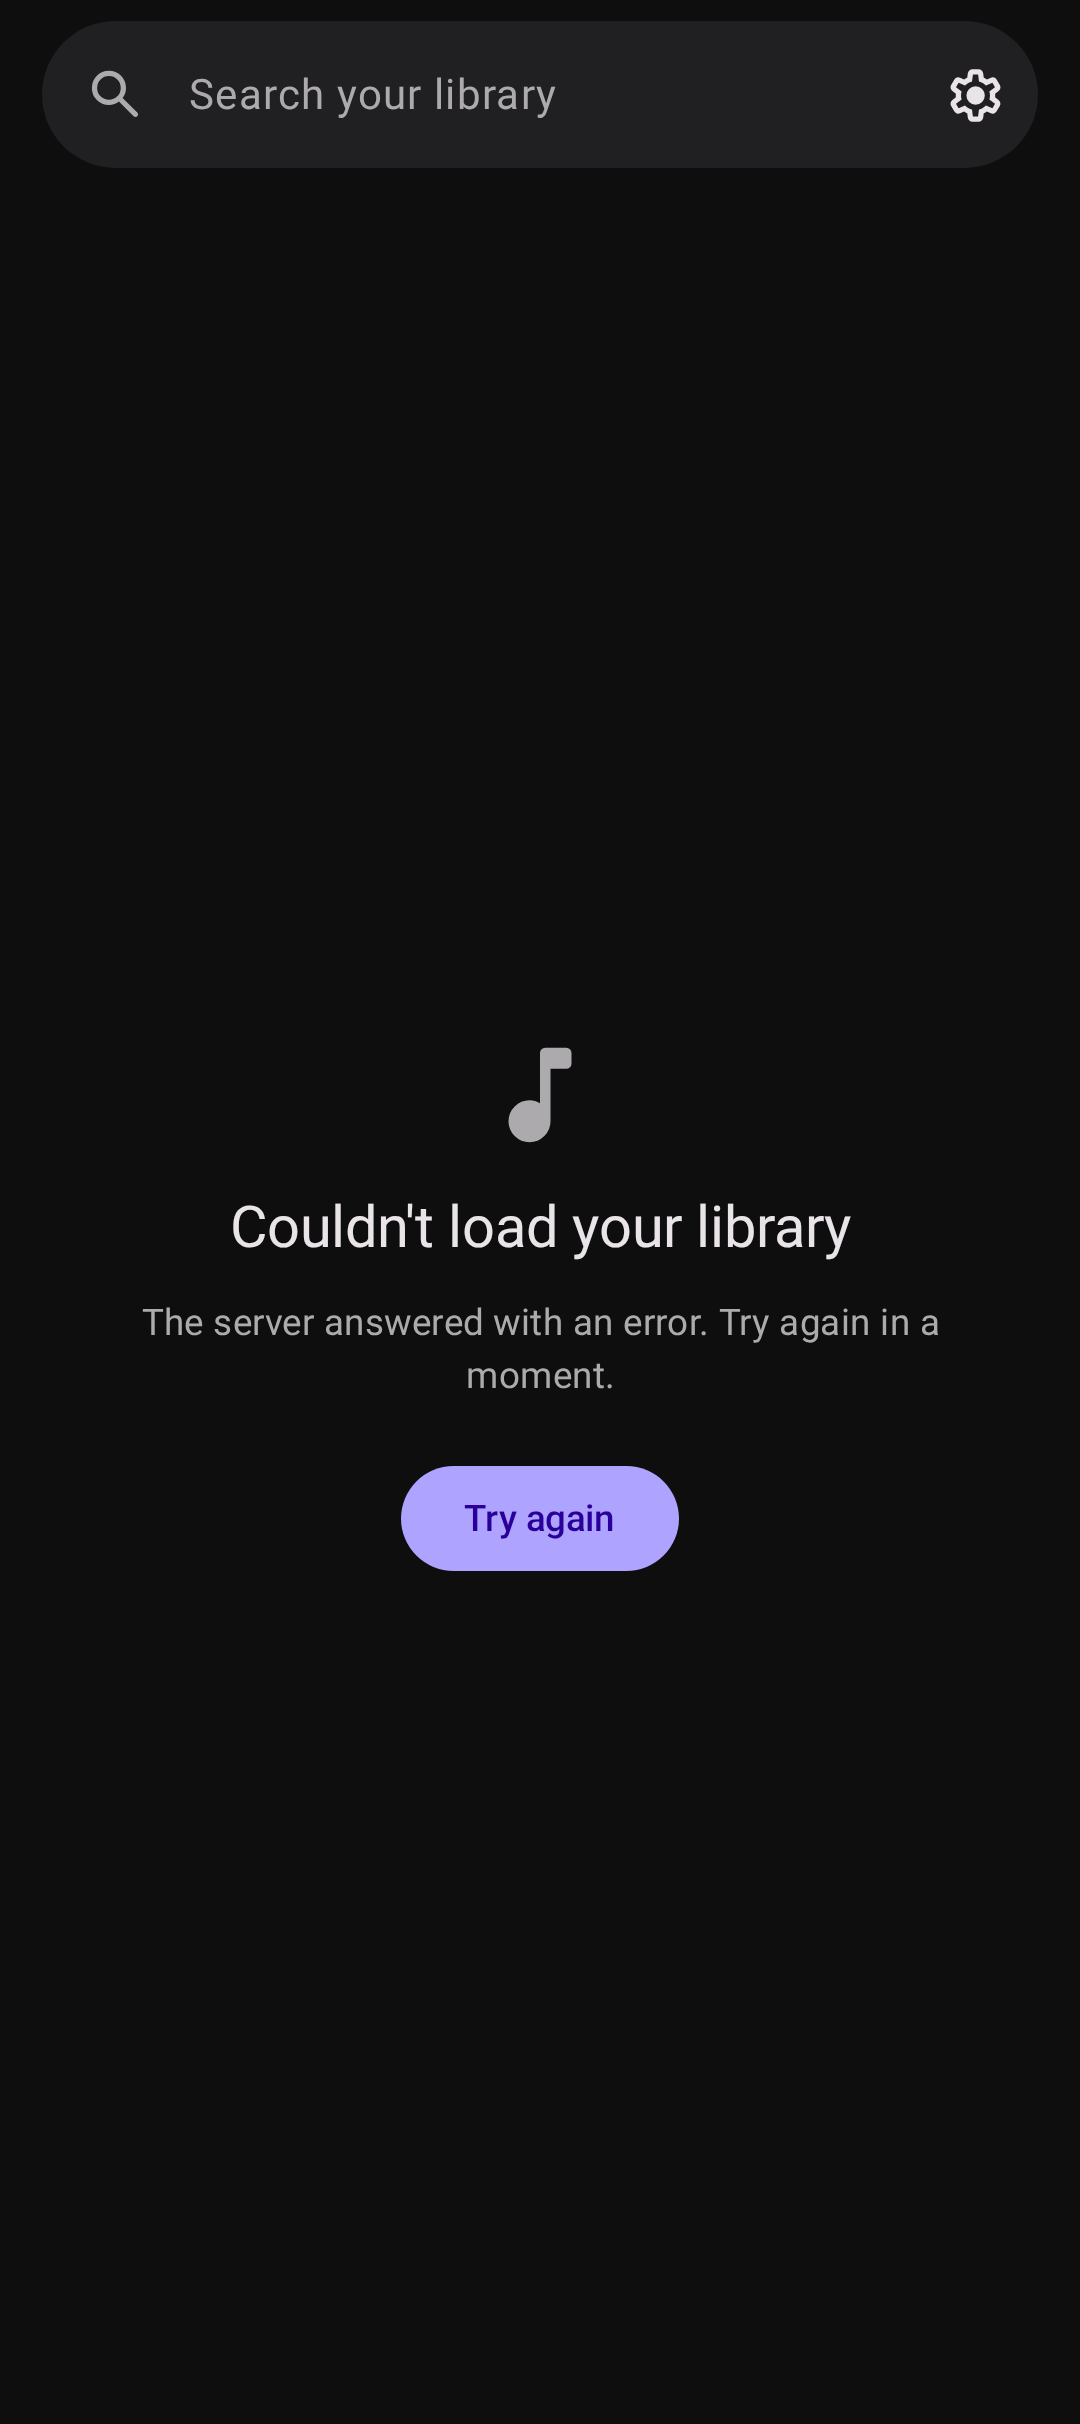 Search your library
Couldn't load your library
The server answered with an error. Try again in a
moment.
Try again